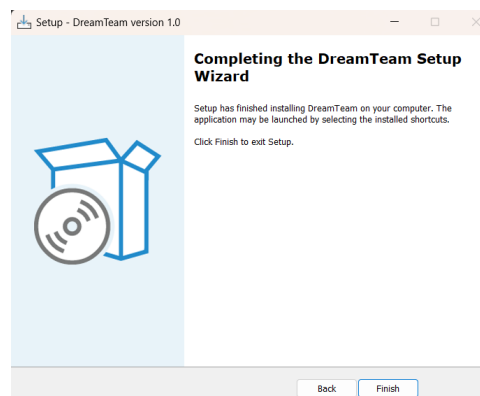 Setup - DreamTeam version 1.0
Completing the DreamTeam Setup
Wizard
Setup has finished installing DreamTeam on your computer. The
application may be launched by selecting the installed shortcuts.
Click Finish to exit Setup.
Back
Finish